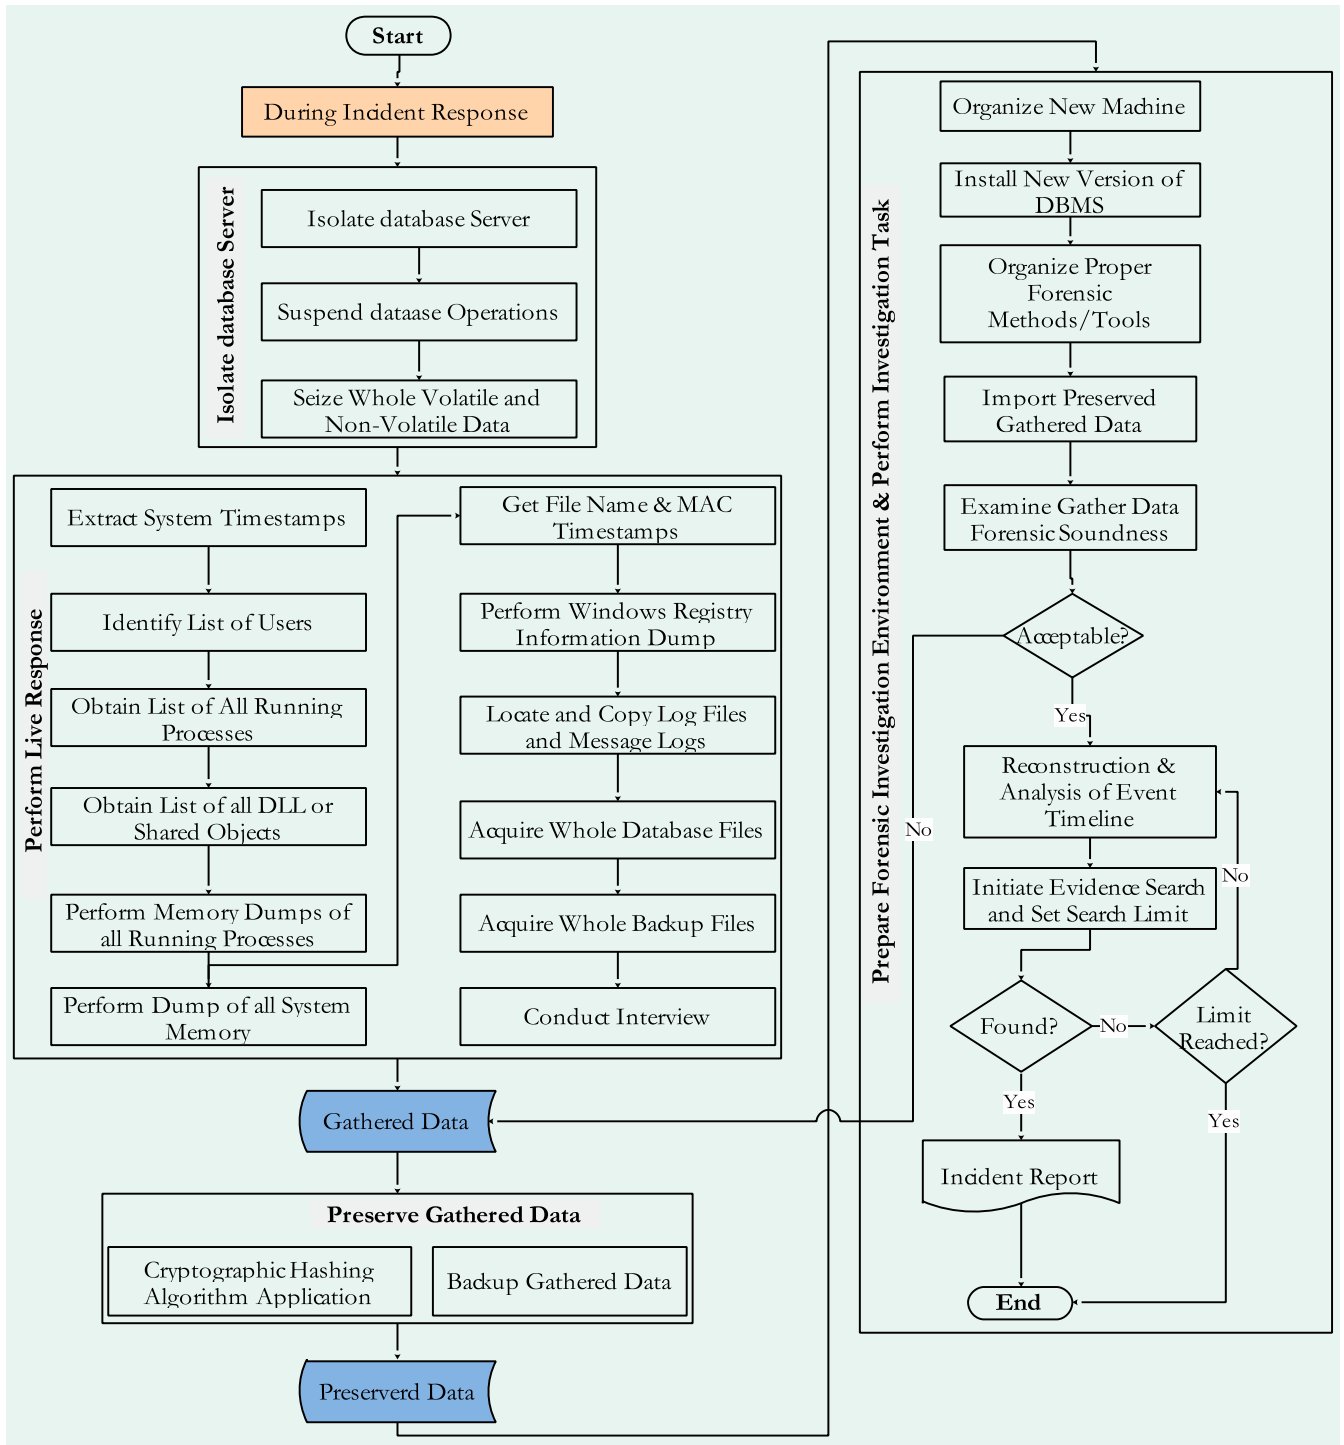 Start
During Incident Response
Isolate database Server
Isolate database Server
Suspend dataase Operations
Seize Whole Volatile and
Non-Volatile Data
Perform Live Response
Extract System Timestamps
Identify List of Users
Obtain List of All Running
Processes
Obtain List of all DLL or
Shared Objects
Perform Memory Dumps of
all Running Processes
Perform Dump of all System
Memory
Get File Name & MAC
Timestamps
Perform Windows Registry
Information Dump
Locate and Copy Log Files
and Message Logs
Acquire Whole Database Files
Acquire Whole Backup Files
Conduct Interview
Gathered Data
Preserve Gathered Data
Cryptographic Hashing
Algorithm Application
Backup Gathered Data
Preserverd Data
Prepare Forensic Investigation Environment & Perform Investigation Task
Organize New Machine
Install New Version of
DBMS
Organize Proper
Forensic
Methods/Tools
Import Preserved
Gathered Data
Examine Gather Data
Forensic Soundness
Acceptable?
Yes
No
Reconstruction &
Analysis of Event
Timeline
Initiate Evidence Search
and Set Search Limit
No
Found?
No
Limit
Reached?
Yes
Yes
Incident Report
End